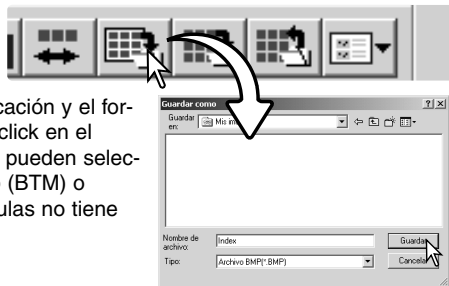 cación y el for-
click en el
pueden selec-
(BTM) o
ulas no tiene
Guardar como
Guardar
en:
Mis im
Nombre de
archivo:
Index
Guardar
Tipo:
Archivo BMP(*.BMP)
Cancelar